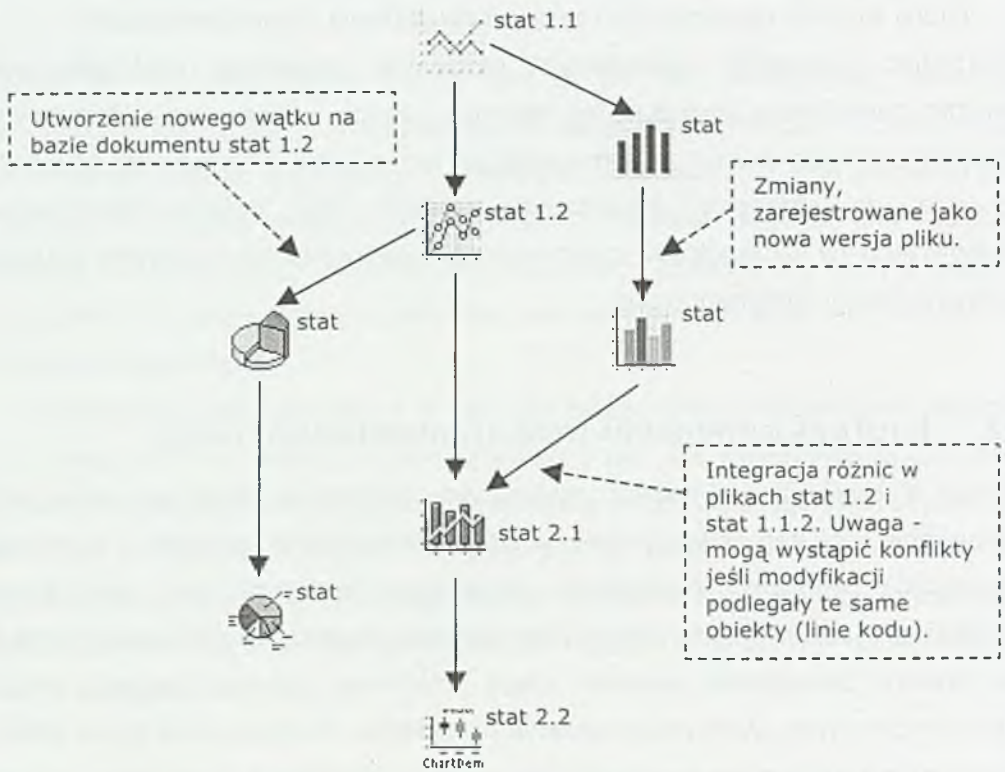 stat 1.1
Utworzenie nowego wątku na
bazie dokumentu stat 1.2
stat
Zmiany,
zarejestrowane jako
nowa wersja pliku.
stat 1.2
stat
stat
Integracja różnic w
plikach stat 1.2 i
stat 1.1.2. Uwaga -
mogą wystąpić konflikty
jeśli modyfikacji
podlegały te same
obiekty (linie kodu).
stat 2.1
stat
stat 2.2
ChartDem